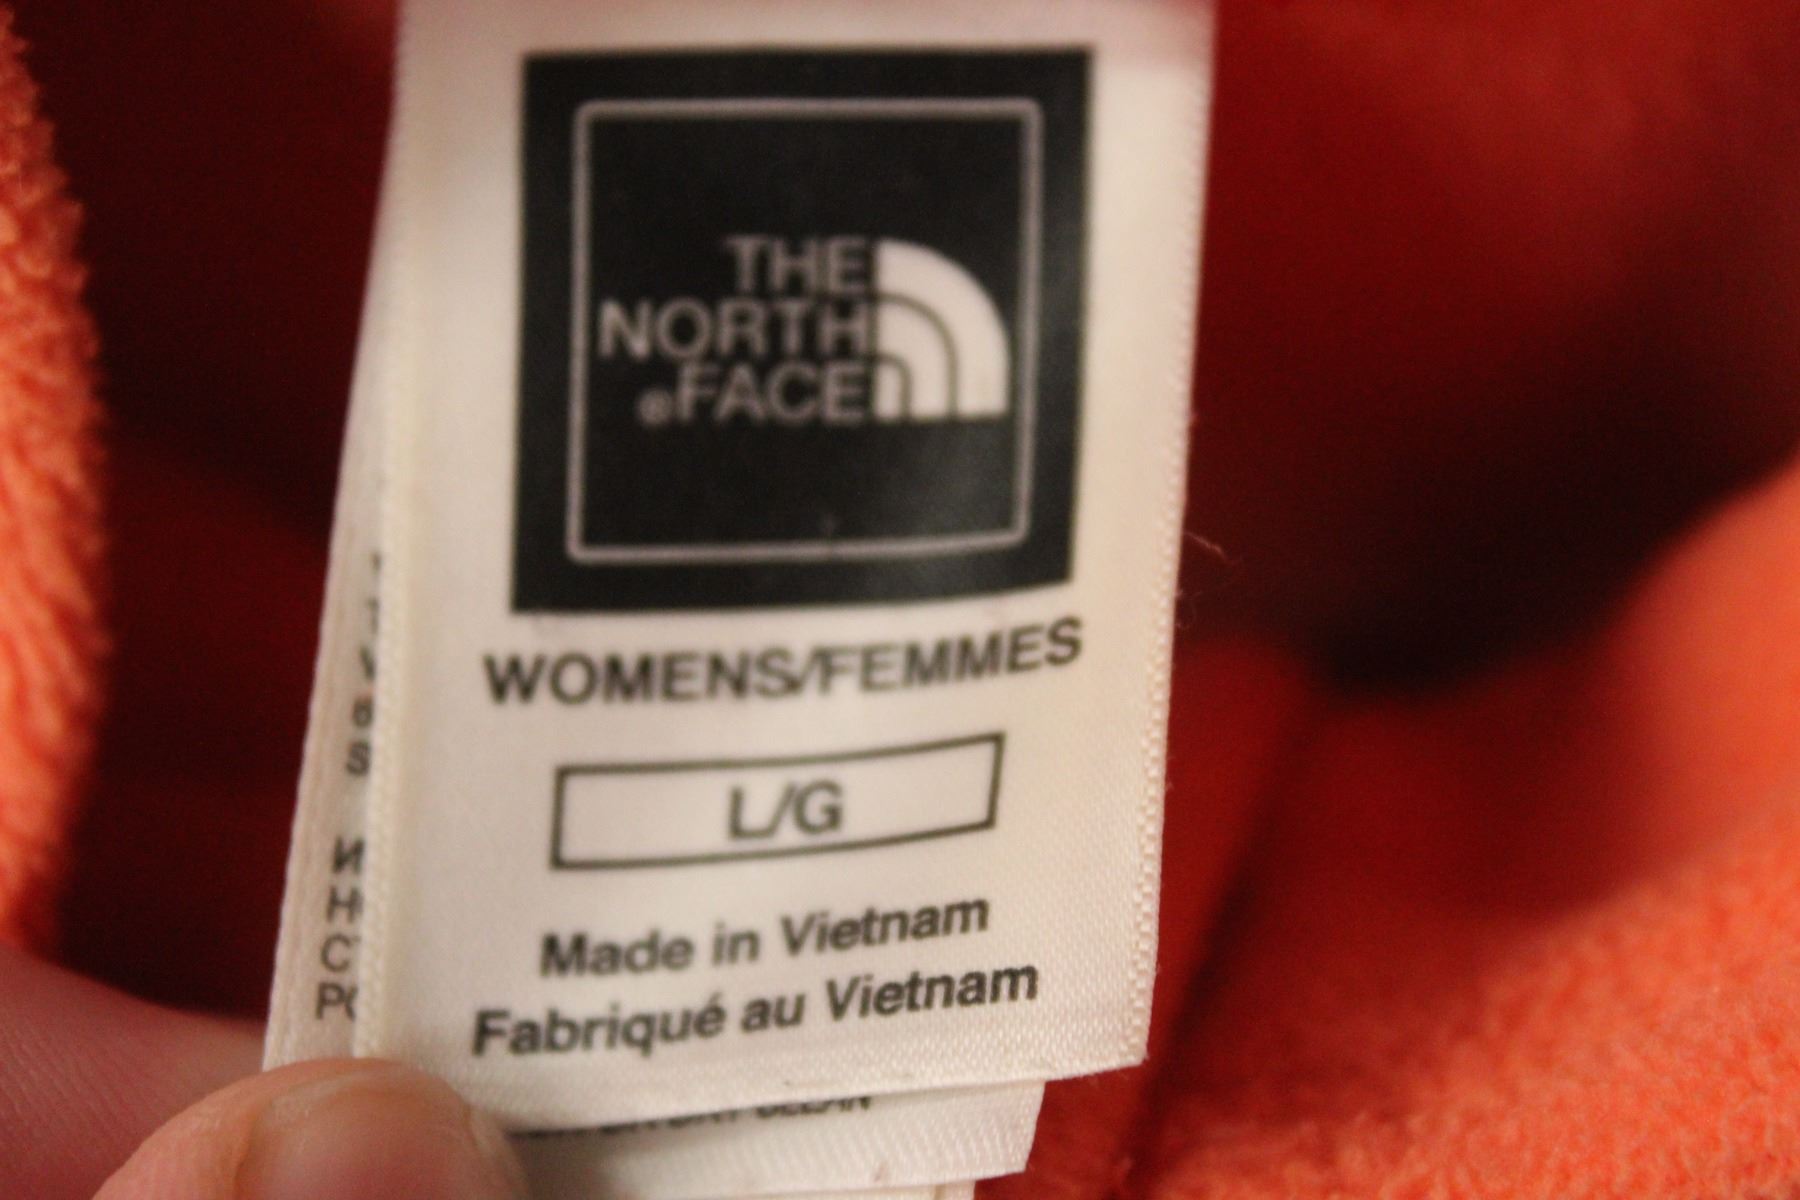 THE
NORTH
FACE
WOMENS/FEMMES
L/G
Made in Vietnam
Fabriqué au Vietnam